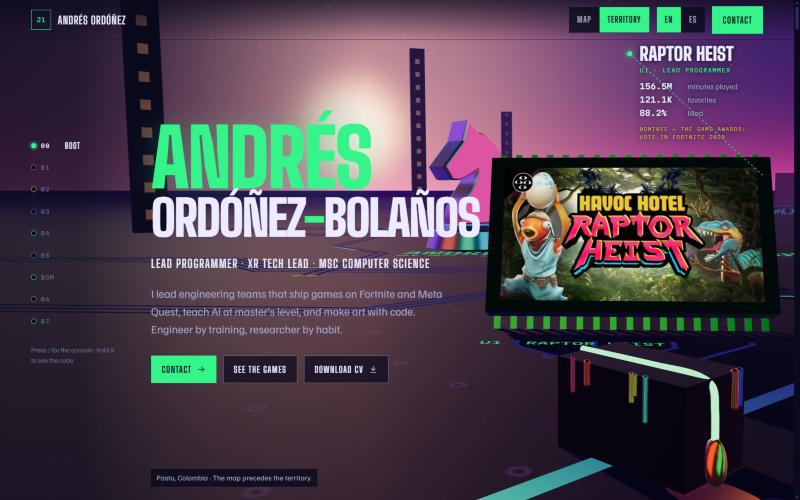 J1 ANDRÉS ORDÓÑEZ
MAP TERRITORY EN ES CONTACT
RAPTOR HEIST
U1 · LEAD PROGRAMMER
156.5M minutes played
121.1K favorites
88.2% liked
NOMINEE — THE GAME AWARDS:
VOTE IN FORTNITE 2025
00 BOOT
01
02
03
04
05
BOM
06
07
Press / for the console · hold X
to see the code
ANDRÉS
ORDÓÑEZ-BOLAÑOS
LEAD PROGRAMMER · XR TECH LEAD · MSC COMPUTER SCIENCE
I lead engineering teams that ship games on Fortnite and Meta
Quest, teach AI at master's level, and make art with code.
Engineer by training, researcher by habit.
CONTACT → SEE THE GAMES DOWNLOAD CV
HAVOC HOTEL
RAPTOR
HEIST
U1 RAPTOR HEIST
Pasto, Colombia · The map precedes the territory.